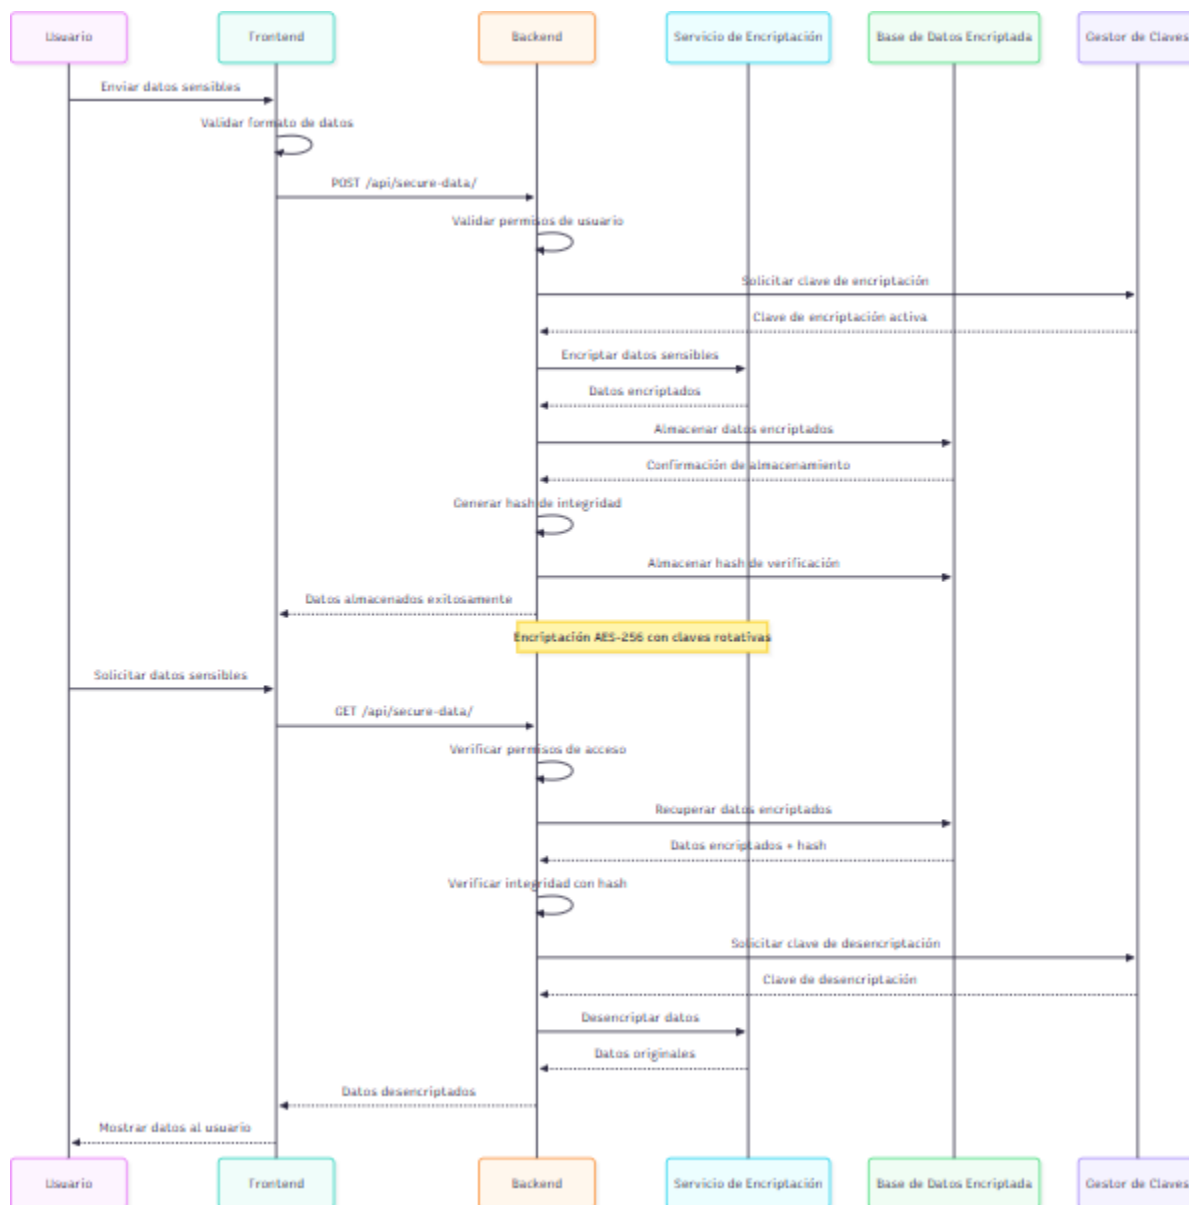 Usuario
Frontend
Backend
Servicio de Encriptación
Base de Datos Encriptada
Gestor de Claves
Enviar datos sensibles
Validar formato de datos
POST /api/secure-data/
Validar permisos de usuario
Solicitar clave de encriptación
Clave de encriptación activa
Encriptar datos sensibles
Datos encriptados
Almacenar datos encriptados
Confirmación de almacenamiento
Generar hash de integridad
Almacenar hash de verificación
Datos almacenados exitosamente
Encriptación AES-256 con claves rotativas
Solicitar datos sensibles
GET /api/secure-data/
Verificar permisos de acceso
Recuperar datos encriptados
Datos encriptados + hash
Verificar integridad con hash
Solicitar clave de desencriptación
Clave de desencriptación
Desencriptar datos
Datos originales
Datos desencriptados
Mostrar datos al usuario
Usuario
Frontend
Backend
Servicio de Encriptación
Base de Datos Encriptada
Gestor de Claves